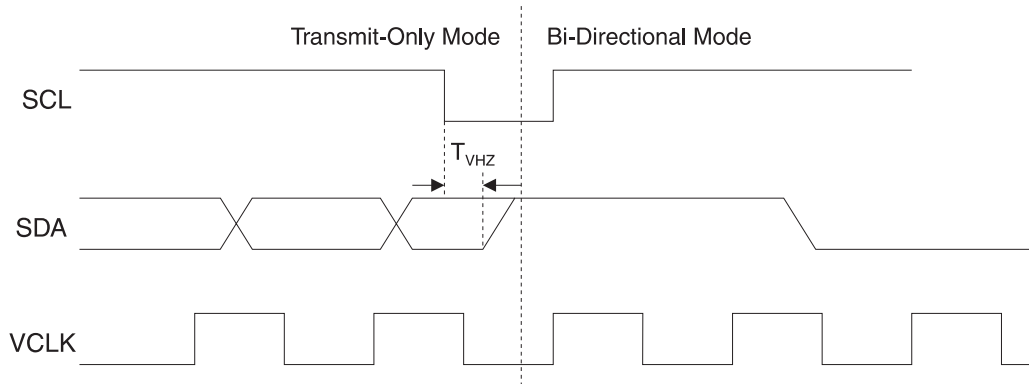 Transmit-Only Mode
Bi-Directional Mode
SCL
TVHZ
SDA
VCLK